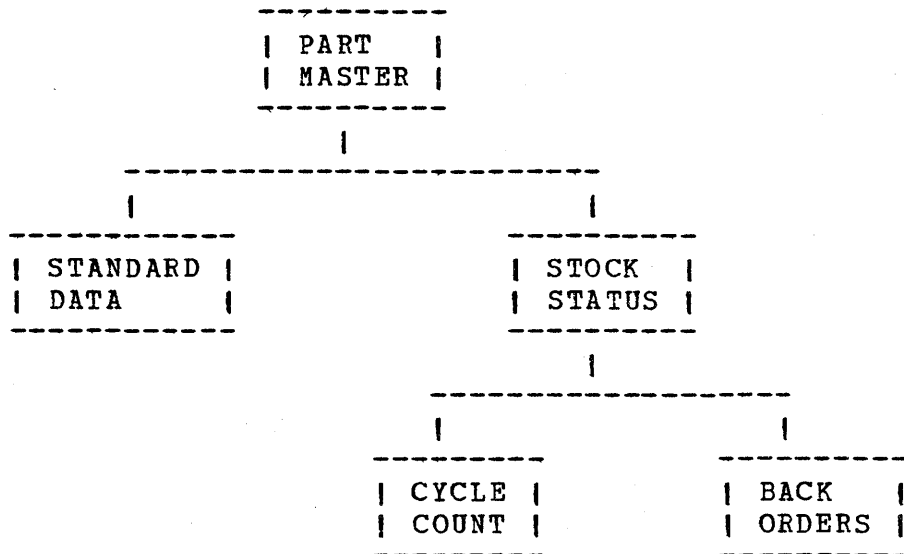 PART
MASTER
STANDARD
DATA
STOCK
STATUS
CYCLE
COUNT
BACK
ORDERS